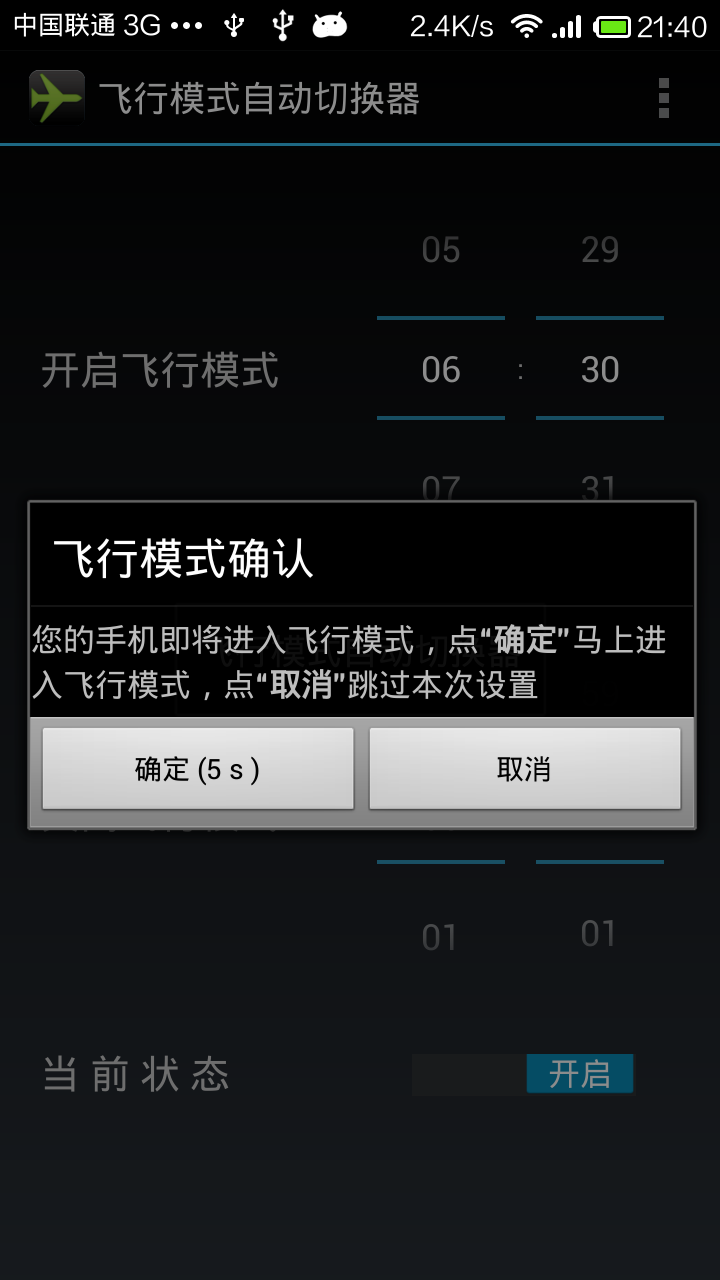 中国联通 3G ••• 2.4K/s 21:40
飞行模式自动切换器
05 29
开启飞行模式 06 : 30
07 31
飞行模式确认
您的手机即将进入飞行模式，点“确定”马上进
入飞行模式，点“取消”跳过本次设置
确定 (5 s ) 取消
01 01
当 前 状 态 开启